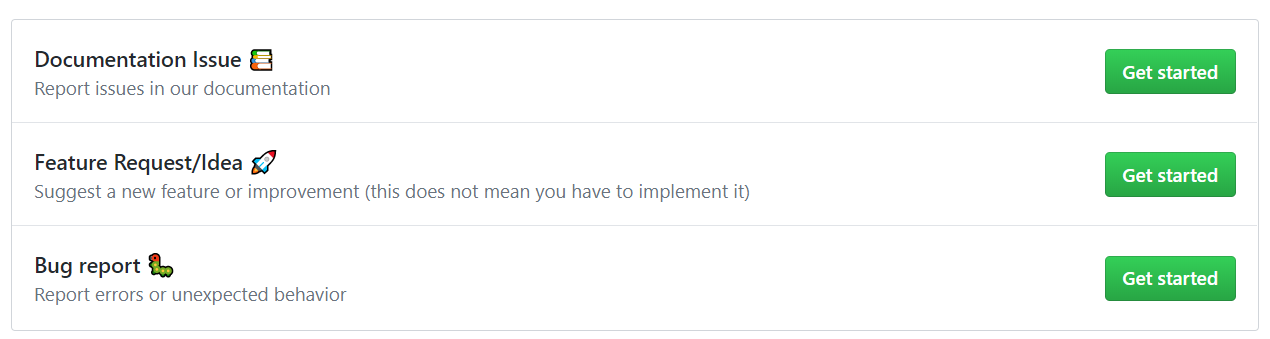 Documentation Issue 📚
Report issues in our documentation
Get started
Feature Request/Idea 🚀
Suggest a new feature or improvement (this does not mean you have to implement it)
Get started
Bug report 🐛
Report errors or unexpected behavior
Get started